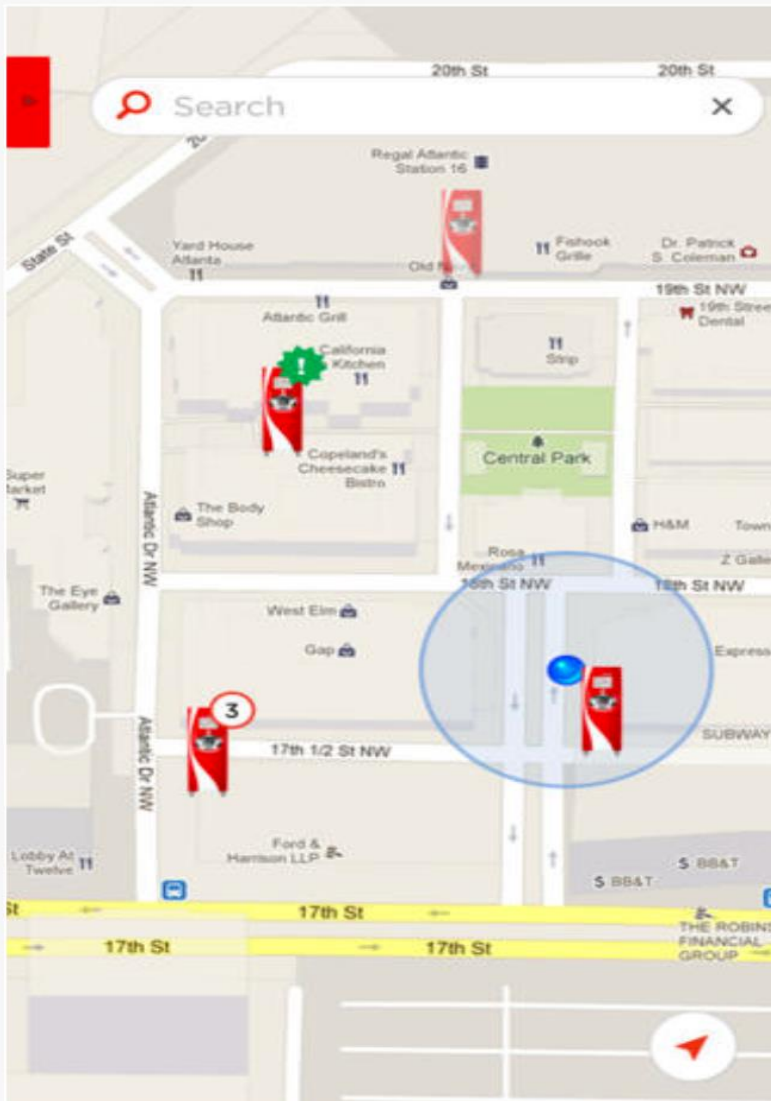 20th St
20th St
Search
Regal Atlantic
Station 16
State St
Yard House
Atlanta
Fishook
Grille
Dr. Patrick
S. Coleman
Old
19th St NW
Atlantic Grill
19th Stree
Dental
California
Kitchen
Strip
Copeland's
Cheesecake
Bistro
Central Park
Super
Market
The Body
Shop
Atlantic Dr NW
H&M
Town
Rosa
Mexicano
Z Galle
18th St NW
18th St NW
The Eye
Gallery
West Elm
Gap
Express
3
SUBWAY
17th 1/2 St NW
Atlantic Dr NW
Ford &
Harrison LLP
Lobby At
Twelve
$ BB&T
$ BB&T
St
17th St
THE ROBINS
FINANCIAL
GROUP
17th St
17th St